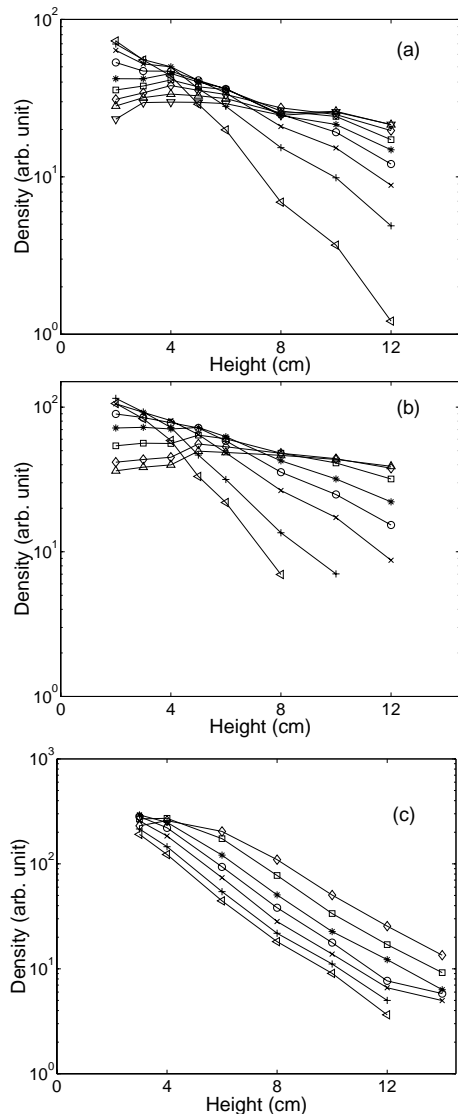 10^2
(a)
10^1
Density (arb. unit)
10^0
0 4 8 12
Height (cm)
(b)
10^2
10^1
Density (arb. unit)
10^0
0 4 8 12
Height (cm)
10^3
(c)
10^2
10^1
Density (arb. unit)
10^0
0 4 8 12
Height (cm)